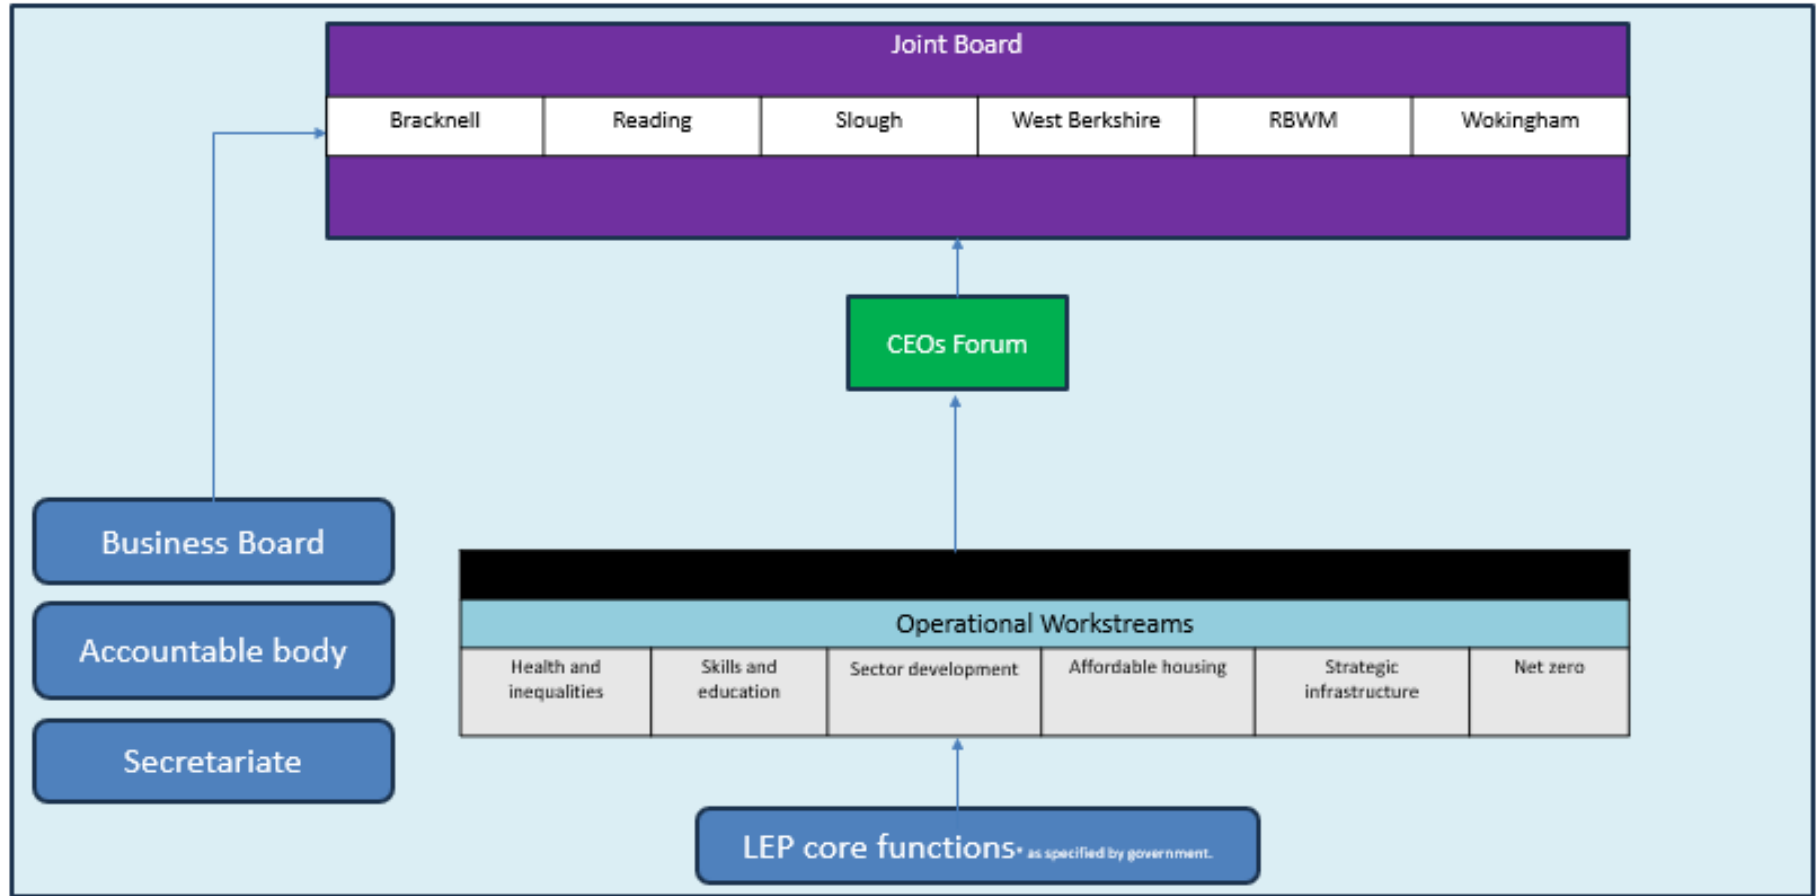 Joint Board
Bracknell
Reading
Slough
West Berkshire
RBWM
Wokingham
CEOs Forum
Business Board
Accountable body
Secretariate
Operational Workstreams
Health and
inequalities
Skills and
education
Sector development
Affordable housing
Strategic
infrastructure
Net zero
LEP core functions* as specified by government.